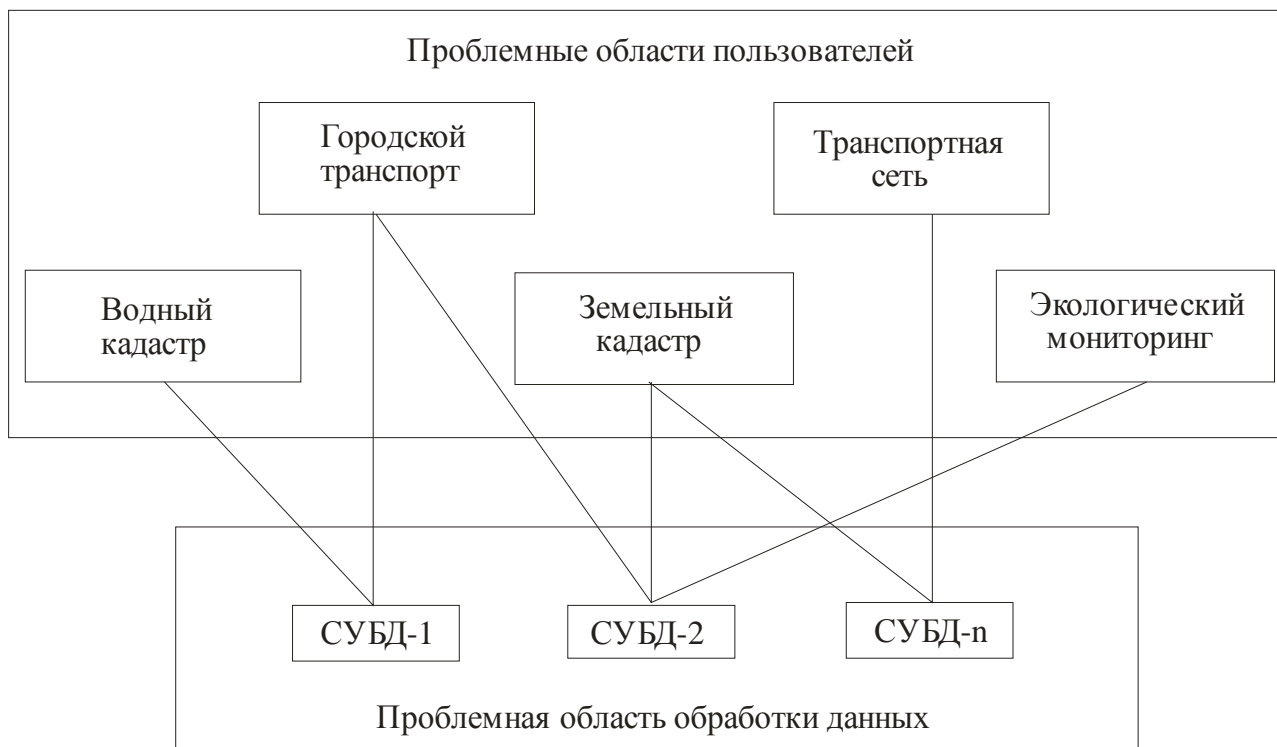 Проблемные области пользователей
Городской
транспорт
Транспортная
сеть
Водный
кадастр
Земельный
кадастр
Экологический
мониторинг
СУБД-1
СУБД-2
СУБД-n
Проблемная область обработки данных